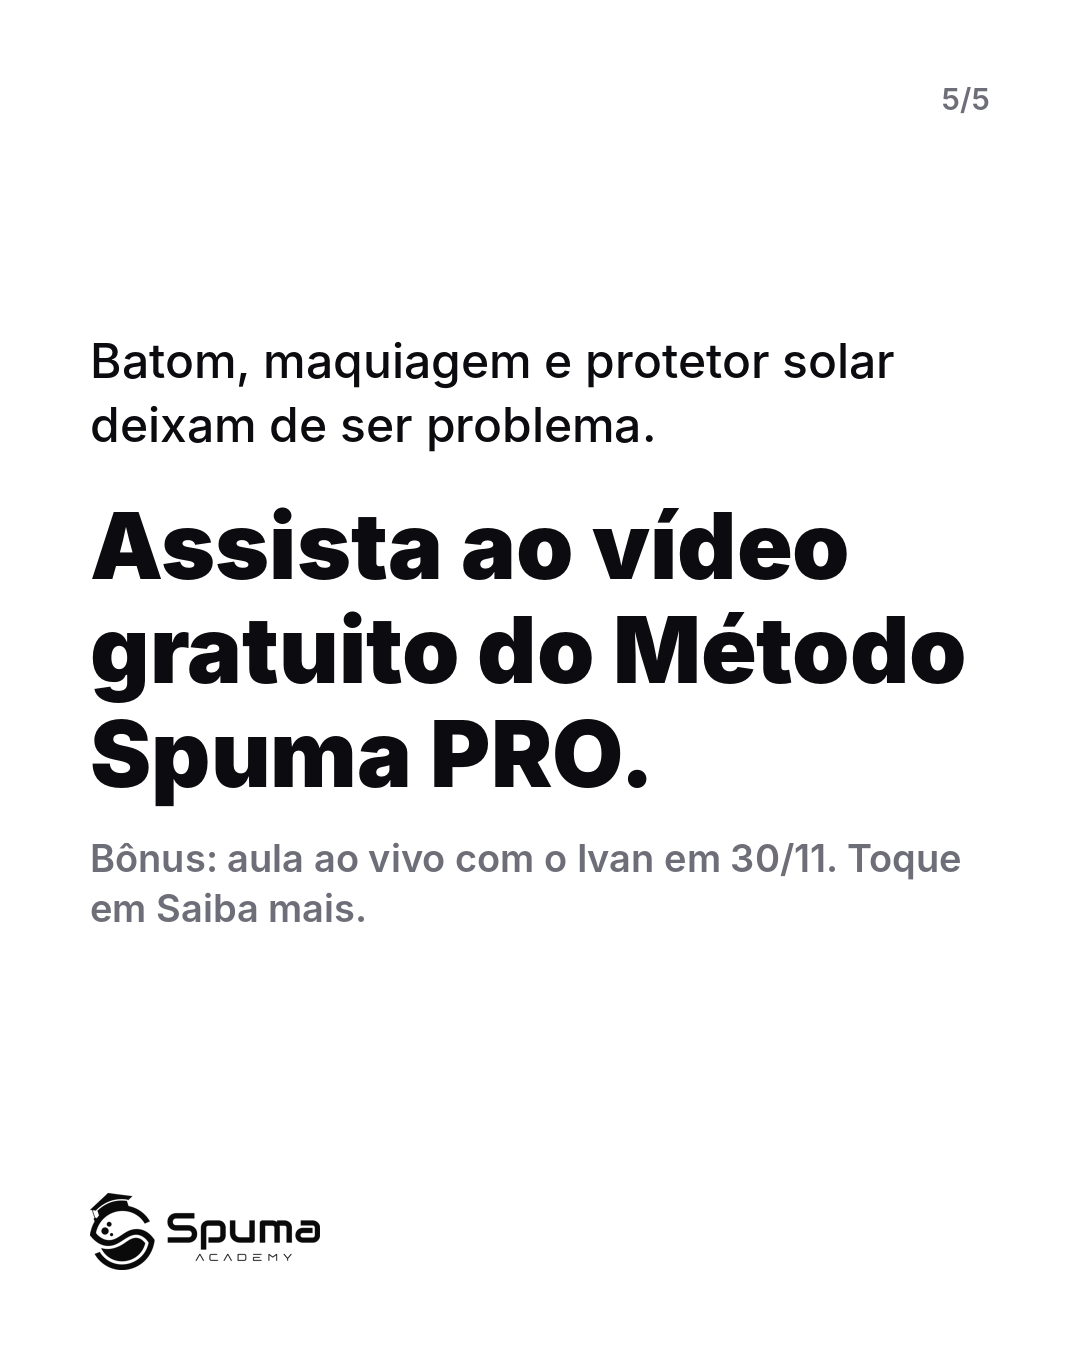 5/5
Batom, maquiagem e protetor solar
deixam de ser problema.
Assista ao vídeo
gratuito do Método
Spuma PRO.
Bônus: aula ao vivo com o Ivan em 30/11. Toque
em Saiba mais.
Spuma
ACADEMY